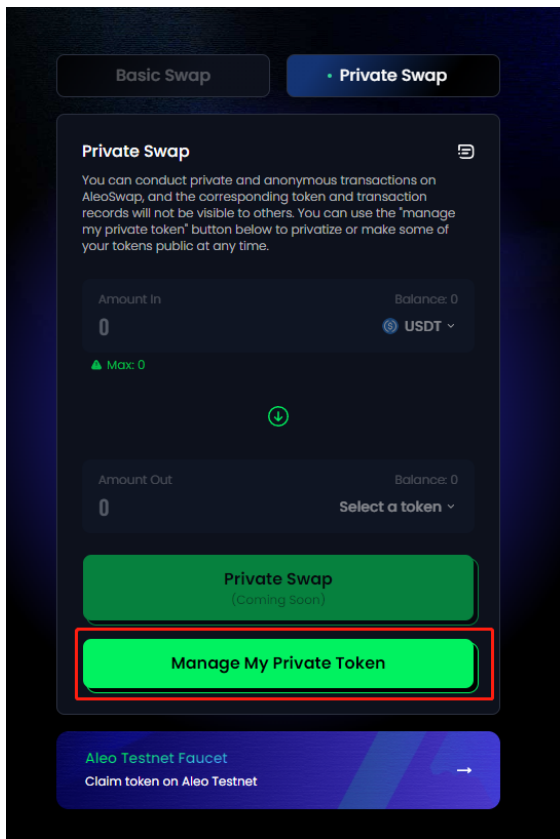 Basic Swap
Private Swap
Private Swap
You can conduct private and anonymous transactions on
AleoSwap, and the corresponding token and transaction
records will not be visible to others. You can use the "manage
my private token" button below to privatize or make some of
your tokens public at any time.
Amount In
Balance: 0
0
USDT
Max: 0
Amount Out
Balance: 0
0
Select a token
Private Swap
(Coming Soon)
Manage My Private Token
Aleo Testnet Faucet
Claim token on Aleo Testnet